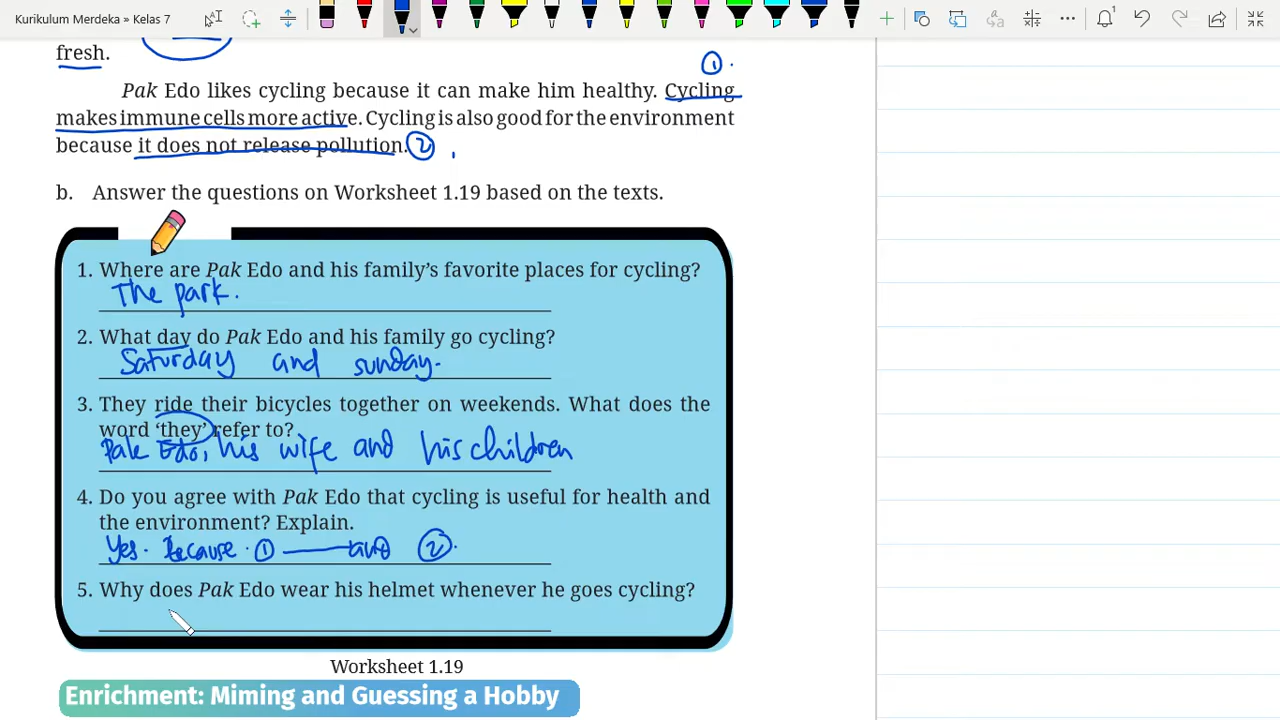 Kurikulum Merdeka » Kelas 7
fresh.
①.
Pak Edo likes cycling because it can make him healthy. Cycling
makes immune cells more active. Cycling is also good for the environment
because it does not release pollution. ②
b. Answer the questions on Worksheet 1.19 based on the texts.
1. Where are Pak Edo and his family's favorite places for cycling?
The park.
2. What day do Pak Edo and his family go cycling?
Saturday and sunday.
3. They ride their bicycles together on weekends. What does the
word 'they' refer to?
Pak Edo, his wife and his children
4. Do you agree with Pak Edo that cycling is useful for health and
the environment? Explain.
Yes. Because ① and ②.
5. Why does Pak Edo wear his helmet whenever he goes cycling?
Worksheet 1.19
Enrichment: Miming and Guessing a Hobby